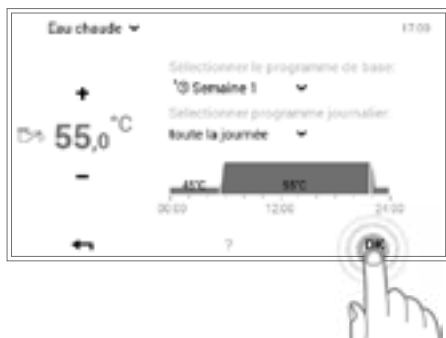 Eau chaude
17:03
Sélectionner le programme de base:
Semaine 1
Sélectionner programme journalier:
toute la journée
55,0 °C
45°C 55°C
00:00 12:00 24:00
? OK